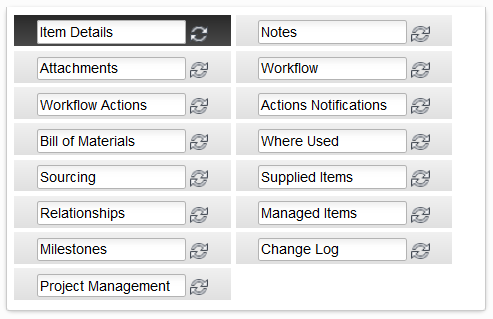 Item Details
Notes
Attachments
Workflow
Workflow Actions
Actions Notifications
Bill of Materials
Where Used
Sourcing
Supplied Items
Relationships
Managed Items
Milestones
Change Log
Project Management